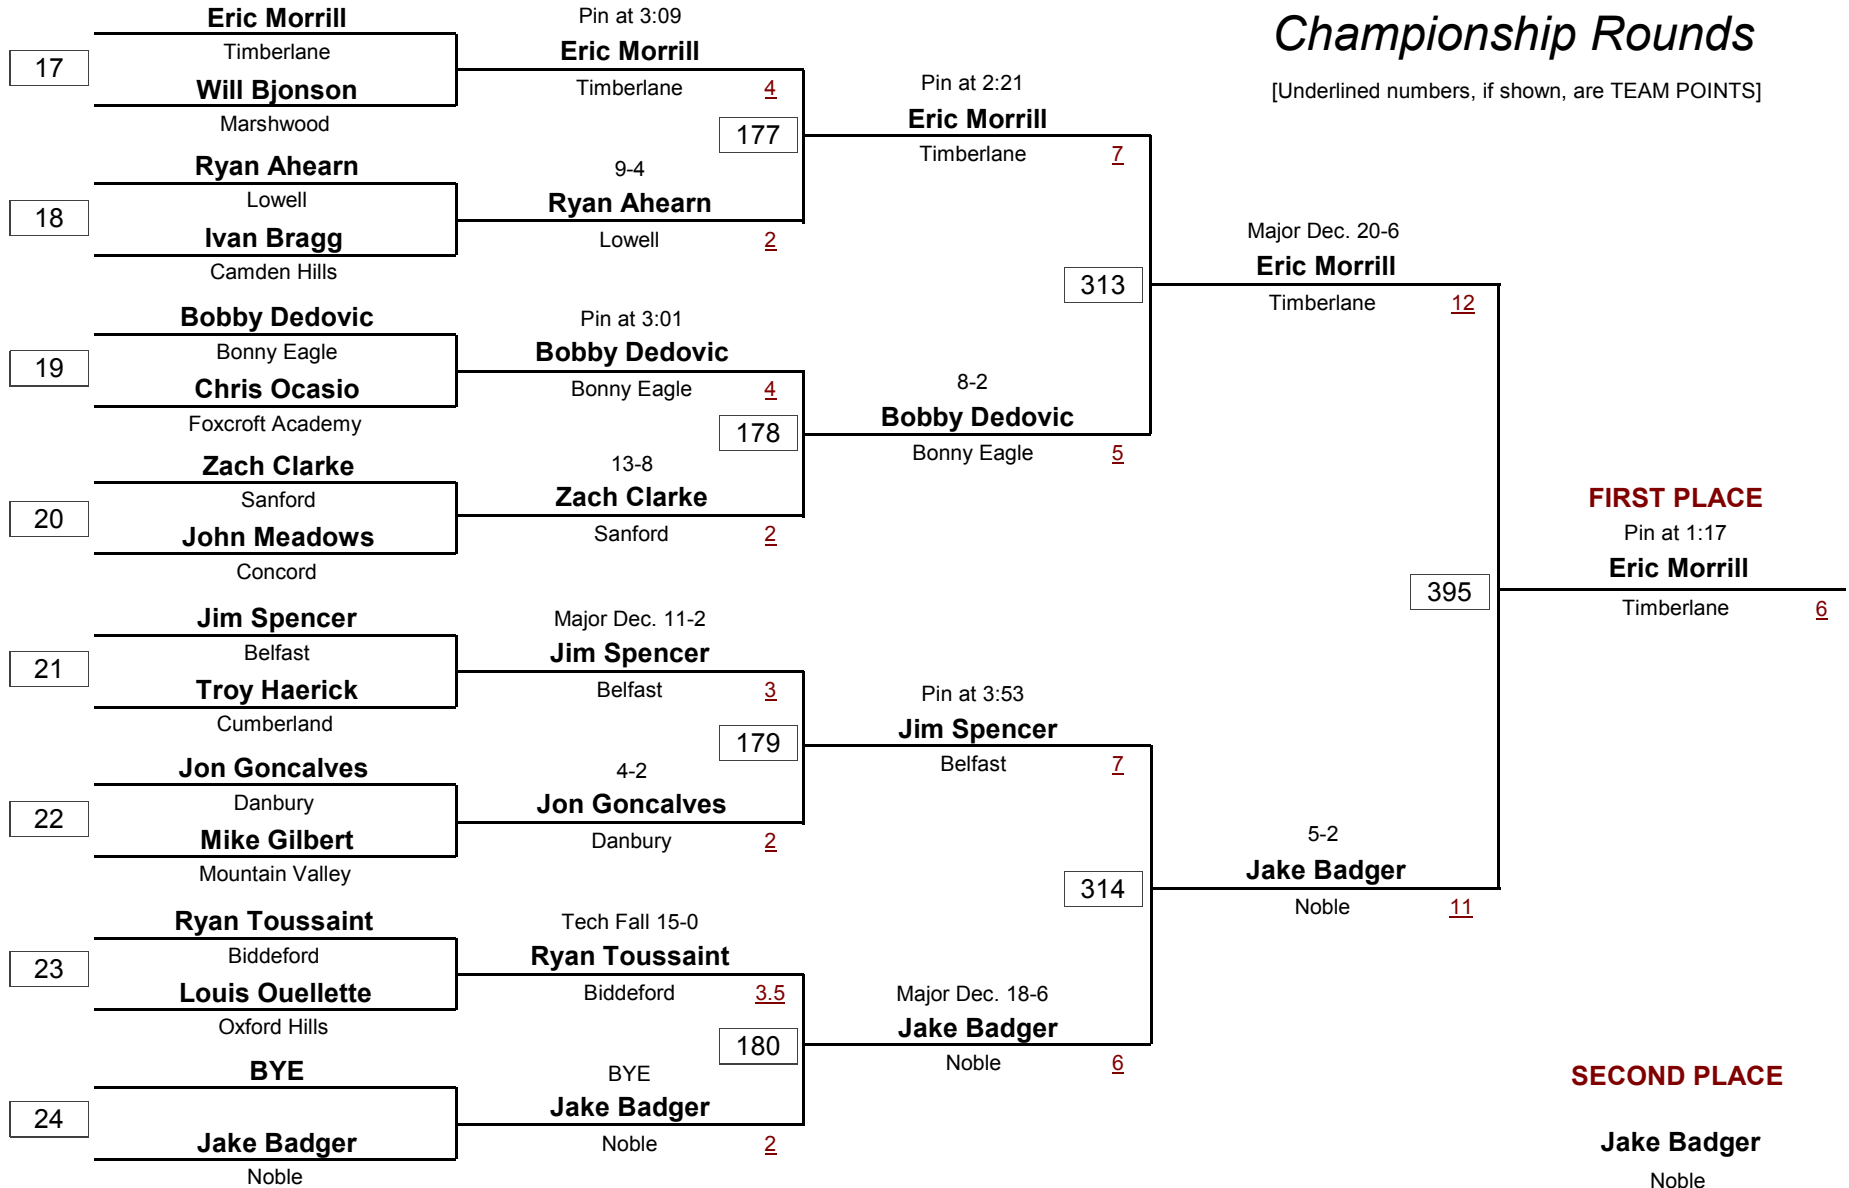 Championship Rounds
[Underlined numbers, if shown, are TEAM POINTS]
Eric Morrill
Timberlane
17
Will Bjonson
Marshwood
Ryan Ahearn
Lowell
18
Ivan Bragg
Camden Hills
Bobby Dedovic
Bonny Eagle
19
Chris Ocasio
Foxcroft Academy
Zach Clarke
Sanford
20
John Meadows
Concord
Jim Spencer
Belfast
21
Troy Haerick
Cumberland
Jon Goncalves
Danbury
22
Mike Gilbert
Mountain Valley
Ryan Toussaint
Biddeford
23
Louis Ouellette
Oxford Hills
BYE
24
Jake Badger
Noble
Pin at 3:09
Eric Morrill
Timberlane 4
177
9-4
Ryan Ahearn
Lowell 2
Pin at 3:01
Bobby Dedovic
Bonny Eagle 4
178
13-8
Zach Clarke
Sanford 2
Major Dec. 11-2
Jim Spencer
Belfast 3
179
4-2
Jon Goncalves
Danbury 2
Tech Fall 15-0
Ryan Toussaint
Biddeford 3.5
180
BYE
Jake Badger
Noble 2
Pin at 2:21
Eric Morrill
Timberlane 7
313
8-2
Bobby Dedovic
Bonny Eagle 5
Pin at 3:53
Jim Spencer
Belfast 7
314
Major Dec. 18-6
Jake Badger
Noble 6
Major Dec. 20-6
Eric Morrill
Timberlane 12
395
5-2
Jake Badger
Noble 11
FIRST PLACE
Pin at 1:17
Eric Morrill
Timberlane 6
SECOND PLACE
Jake Badger
Noble